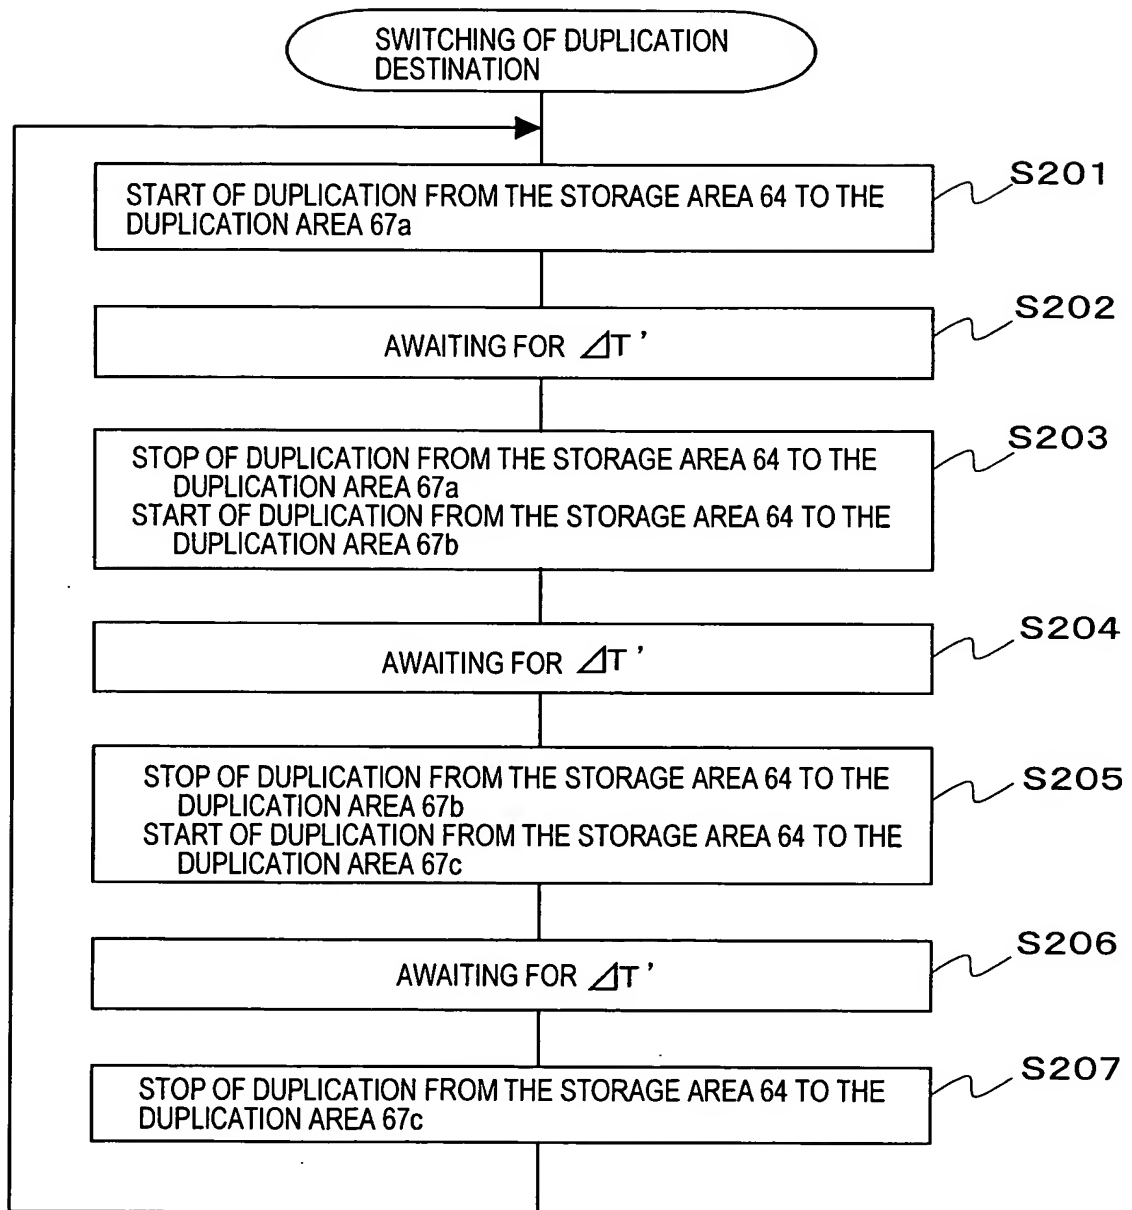 SWITCHING OF DUPLICATION
DESTINATION
START OF DUPLICATION FROM THE STORAGE AREA 64 TO THE
DUPLICATION AREA 67a
S201
AWAITING FOR ⊿T'
S202
STOP OF DUPLICATION FROM THE STORAGE AREA 64 TO THE
DUPLICATION AREA 67a
START OF DUPLICATION FROM THE STORAGE AREA 64 TO THE
DUPLICATION AREA 67b
S203
AWAITING FOR ⊿T'
S204
STOP OF DUPLICATION FROM THE STORAGE AREA 64 TO THE
DUPLICATION AREA 67b
START OF DUPLICATION FROM THE STORAGE AREA 64 TO THE
DUPLICATION AREA 67c
S205
AWAITING FOR ⊿T'
S206
STOP OF DUPLICATION FROM THE STORAGE AREA 64 TO THE
DUPLICATION AREA 67c
S207